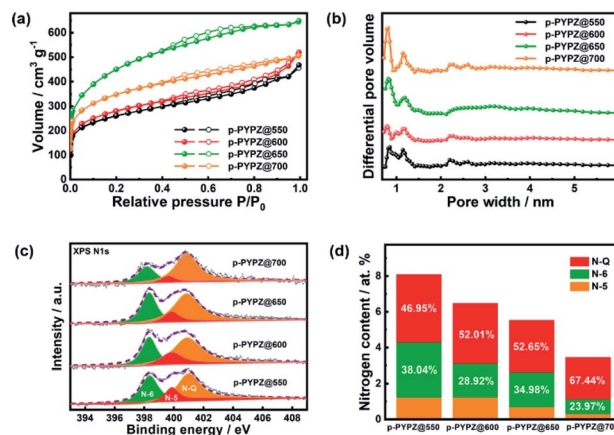 (a)
Volume / cm³ g⁻¹
600
500
400
300
200
100
0
0.0 0.2 0.4 0.6 0.8 1.0
Relative pressure P/P₀
p-PYPZ@550
p-PYPZ@600
p-PYPZ@650
p-PYPZ@700
(b)
Differential pore volume
1 2 3 4 5
Pore width / nm
p-PYPZ@550
p-PYPZ@600
p-PYPZ@650
p-PYPZ@700
(c)
XPS N1s
Intensity / a.u.
p-PYPZ@700
p-PYPZ@650
p-PYPZ@600
p-PYPZ@550
N-6 N-5 N-Q
394 397 400 403 406 409
Binding energy / eV
(d)
Nitrogen content / at. %
8
6
4
2
0
N-Q
N-6
N-5
46.95%
38.04%
52.01%
28.92%
52.65%
34.98%
67.44%
23.97%
p-PYPZ@550 p-PYPZ@600 p-PYPZ@650 p-PYPZ@70